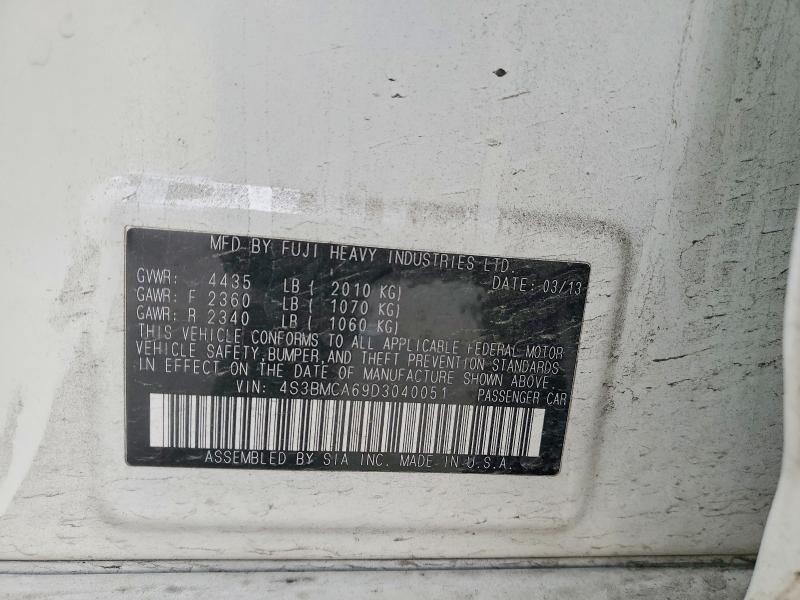 MFD BY FUJI HEAVY INDUSTRIES LTD.
GVWR: 4435 LB ( 2010 KG) DATE: 03/13
GAWR: F 2360 LB ( 1070 KG)
GAWR: R 2340 LB ( 1060 KG)
THIS VEHICLE CONFORMS TO ALL APPLICABLE FEDERAL MOTOR
VEHICLE SAFETY, BUMPER, AND THEFT PREVENTION STANDARDS
IN EFFECT ON THE DATE OF MANUFACTURE SHOWN ABOVE.
VIN: 4S3BMCA69D3040051 PASSENGER CAR
ASSEMBLED BY SIA INC. MADE IN U.S.A.